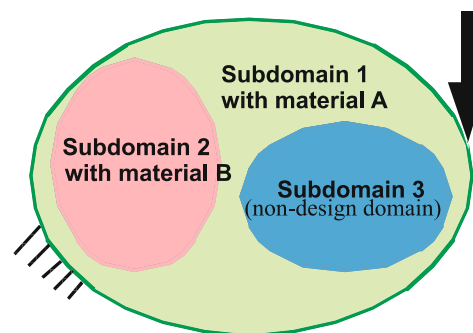 Subdomain 1
with material A
Subdomain 2
with material B
Subdomain 3
(non-design domain)